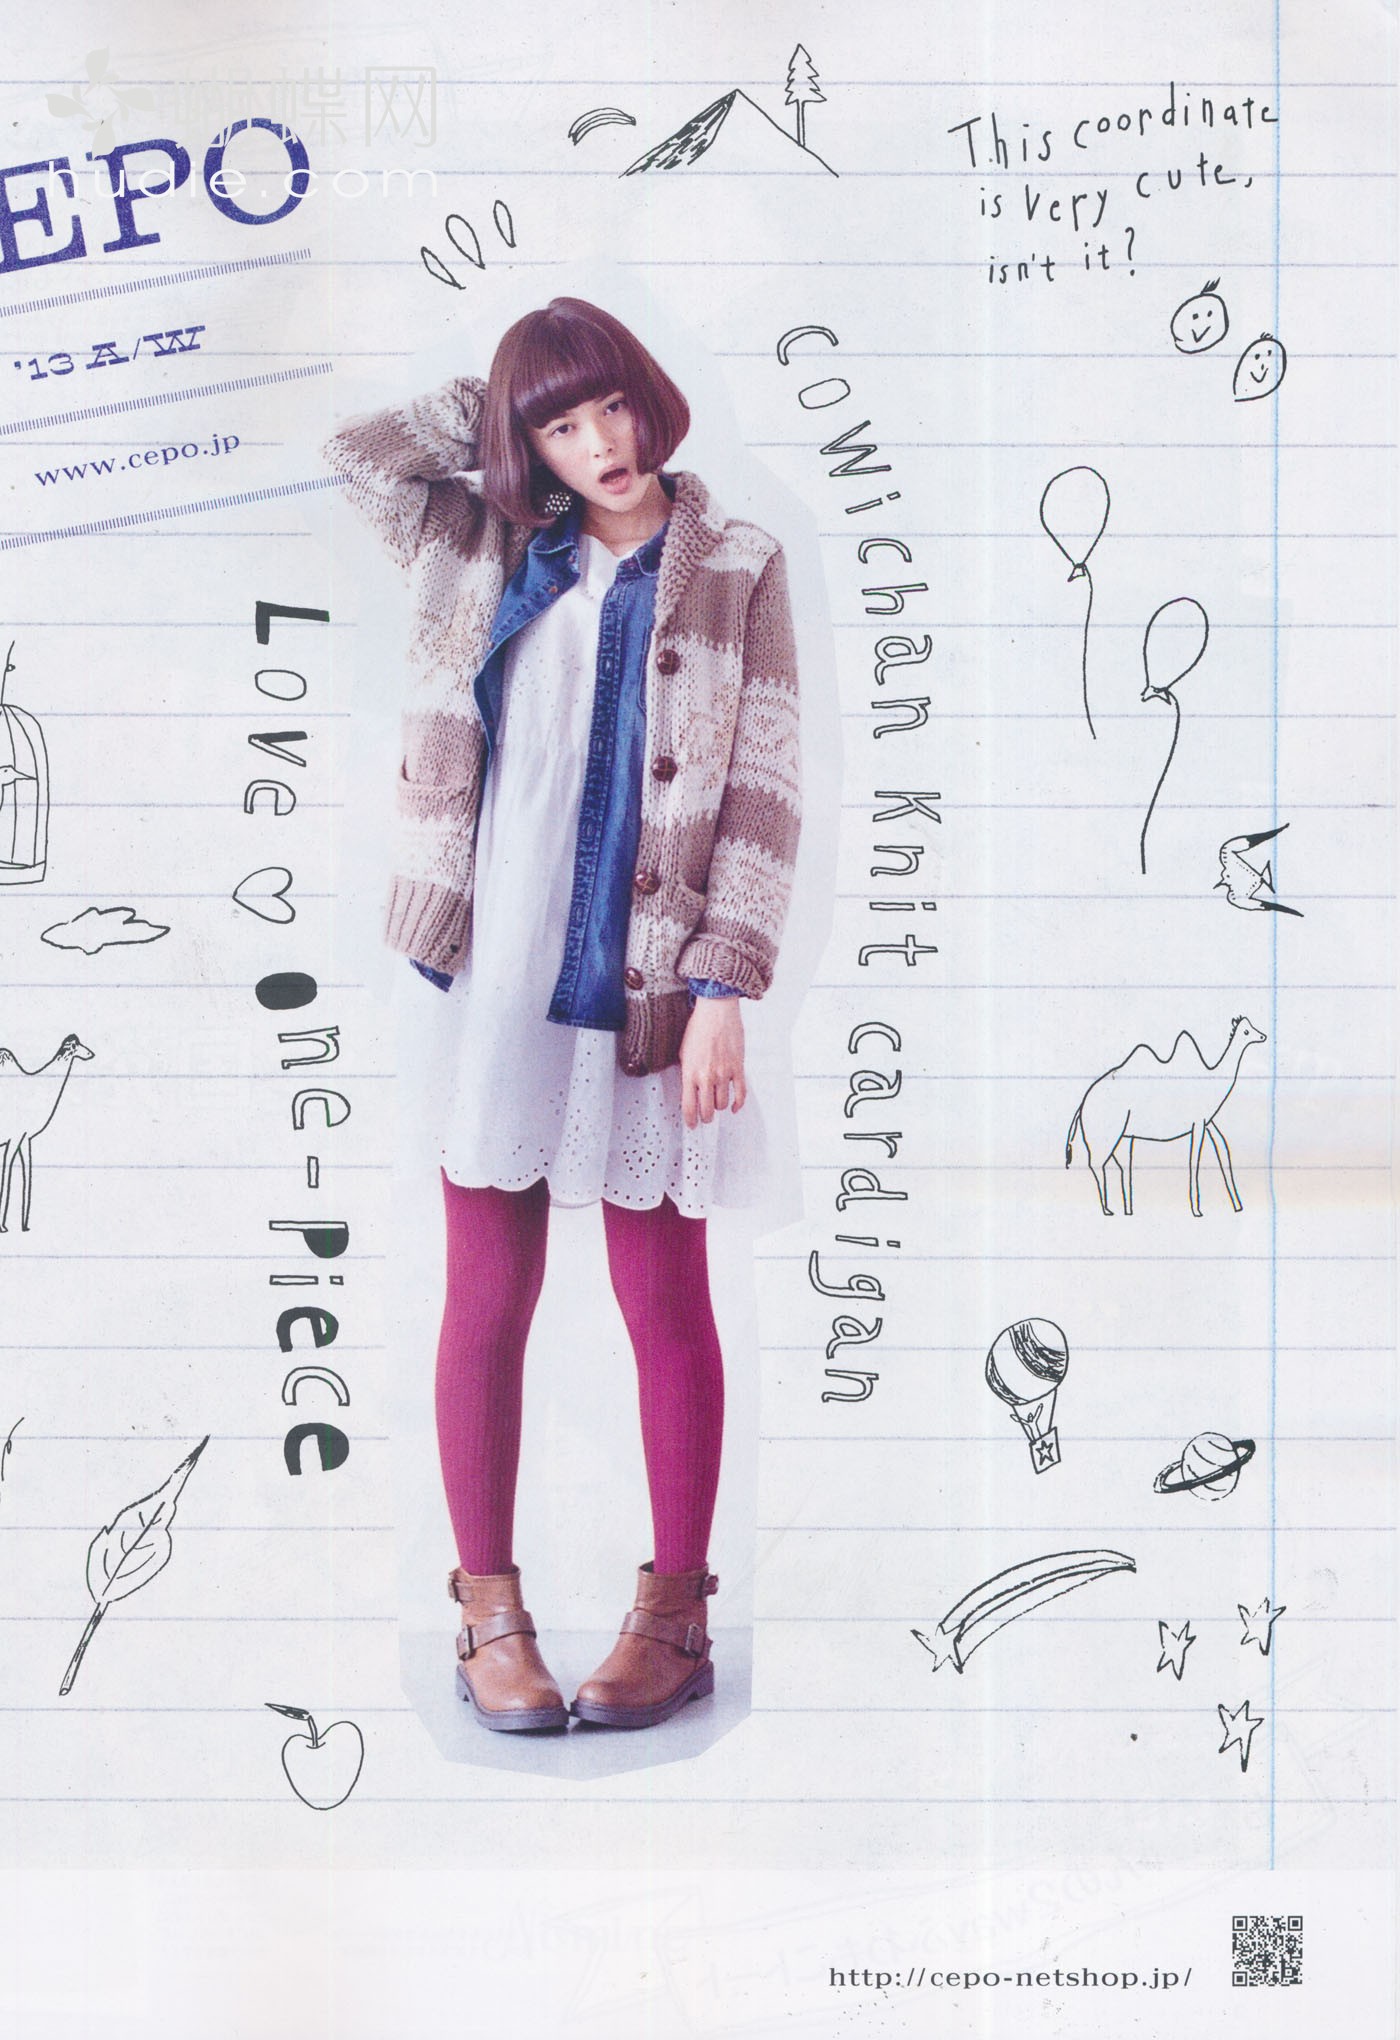 蝴蝶网
hudie.com
EPO
'13 A/W
www.cepo.jp
This coordinate
is very cute,
isn't it?
Cowichan Knit cardigan
Love ♡ One-Piece
http://cepo-netshop.jp/